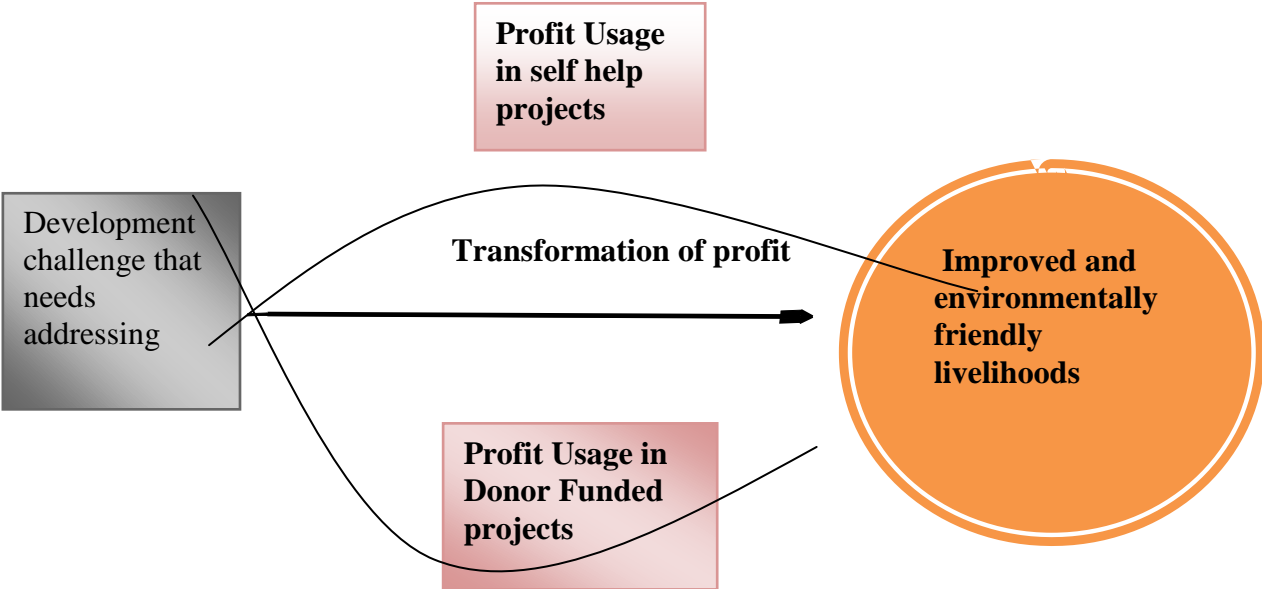 Profit Usage
in self help
projects
Development
challenge that
needs
addressing
Transformation of profit
Improved and
environmentally
friendly
livelihoods
Profit Usage in
Donor Funded
projects